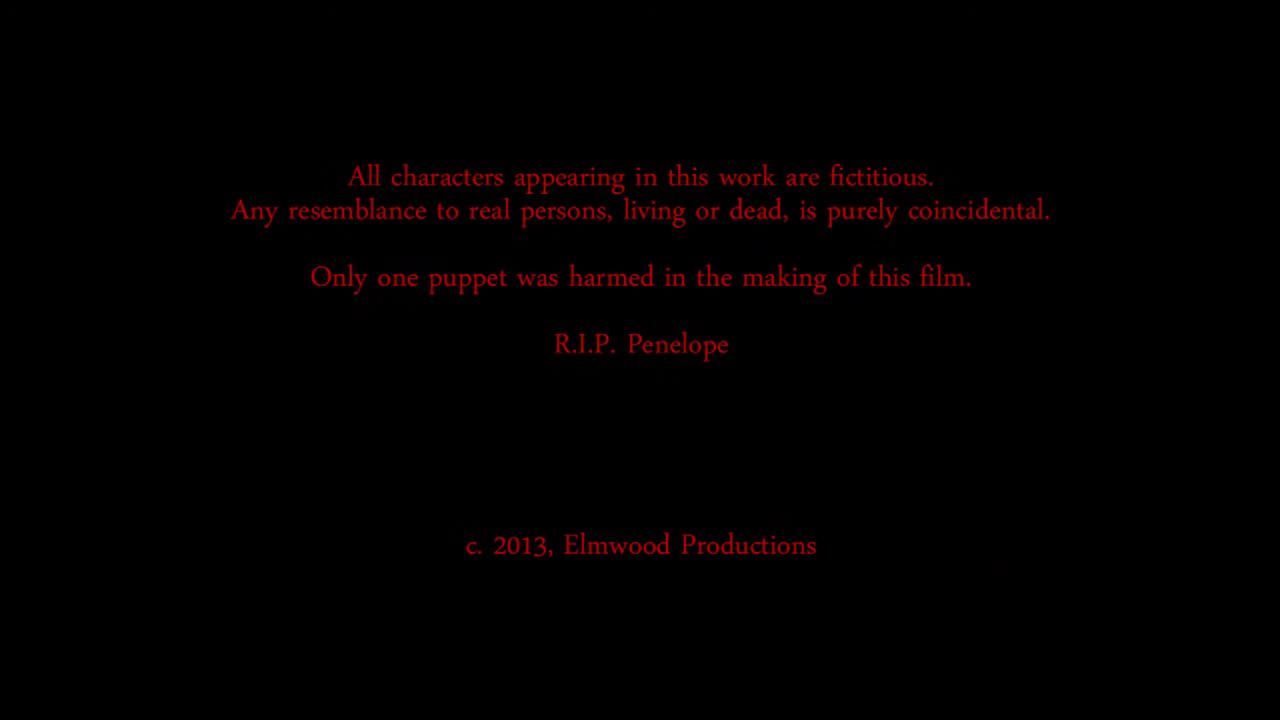 All characters appearing in this work are fictitious.
Any resemblance to real persons, living or dead, is purely coincidental.
Only one puppet was harmed in the making of this film.
R.I.P. Penelope
c. 2013, Elmwood Productions